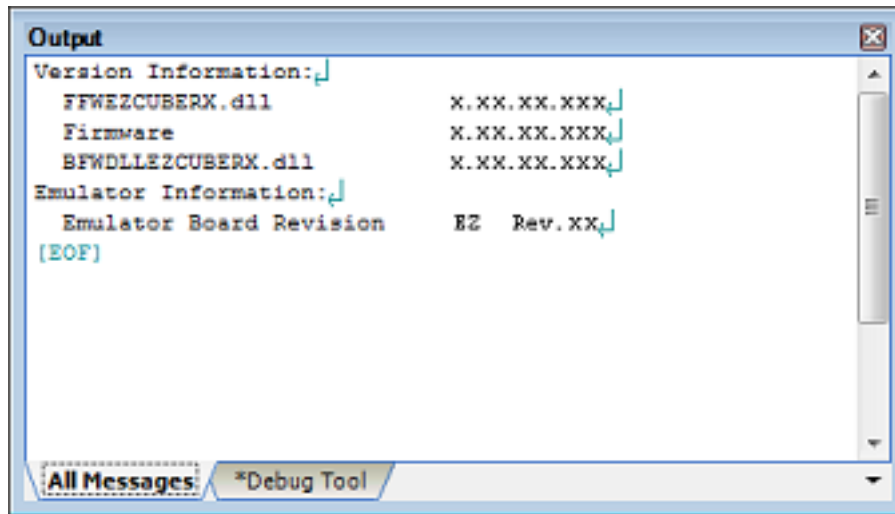 Output
Version Information:
FFWEZCUBERX.dll x.xx.xx.xxx
Firmware x.xx.xx.xxx
BFWDLLEZCUBERX.dll x.xx.xx.xxx
Emulator Information:
Emulator Board Revision EZ Rev.xx
[EOF]
All Messages *Debug Tool